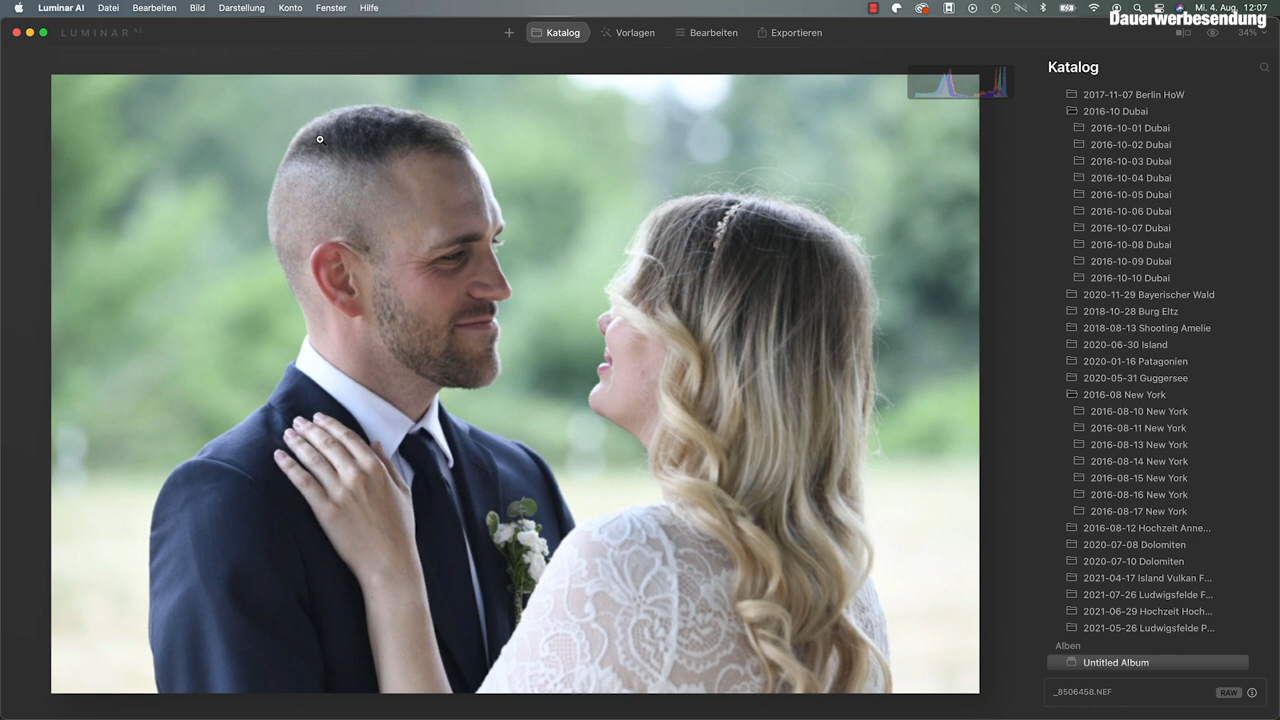 Luminar AI Datei Bearbeiten Bild Darstellung Konto Fenster Hilfe Mi. 4. Aug. 12:07
Dauerwerbesendung
LUMINAR AI Katalog Vorlagen Bearbeiten Exportieren 34%
Katalog
2017-11-07 Berlin HoW
2016-10 Dubai
2016-10-01 Dubai
2016-10-02 Dubai
2016-10-03 Dubai
2016-10-04 Dubai
2016-10-05 Dubai
2016-10-06 Dubai
2016-10-07 Dubai
2016-10-08 Dubai
2016-10-09 Dubai
2016-10-10 Dubai
2020-11-29 Bayerischer Wald
2018-10-28 Burg Eltz
2018-08-13 Shooting Amelie
2020-06-30 Island
2020-01-16 Patagonien
2020-05-31 Guggersee
2016-08 New York
2016-08-10 New York
2016-08-11 New York
2016-08-13 New York
2016-08-14 New York
2016-08-15 New York
2016-08-16 New York
2016-08-17 New York
2016-08-12 Hochzeit Anne...
2020-07-08 Dolomiten
2020-07-10 Dolomiten
2021-04-17 Island Vulkan F...
2021-07-26 Ludwigsfelde F...
2021-06-29 Hochzeit Hoch...
2021-05-26 Ludwigsfelde P...
Alben
Untitled Album
_8506458.NEF RAW